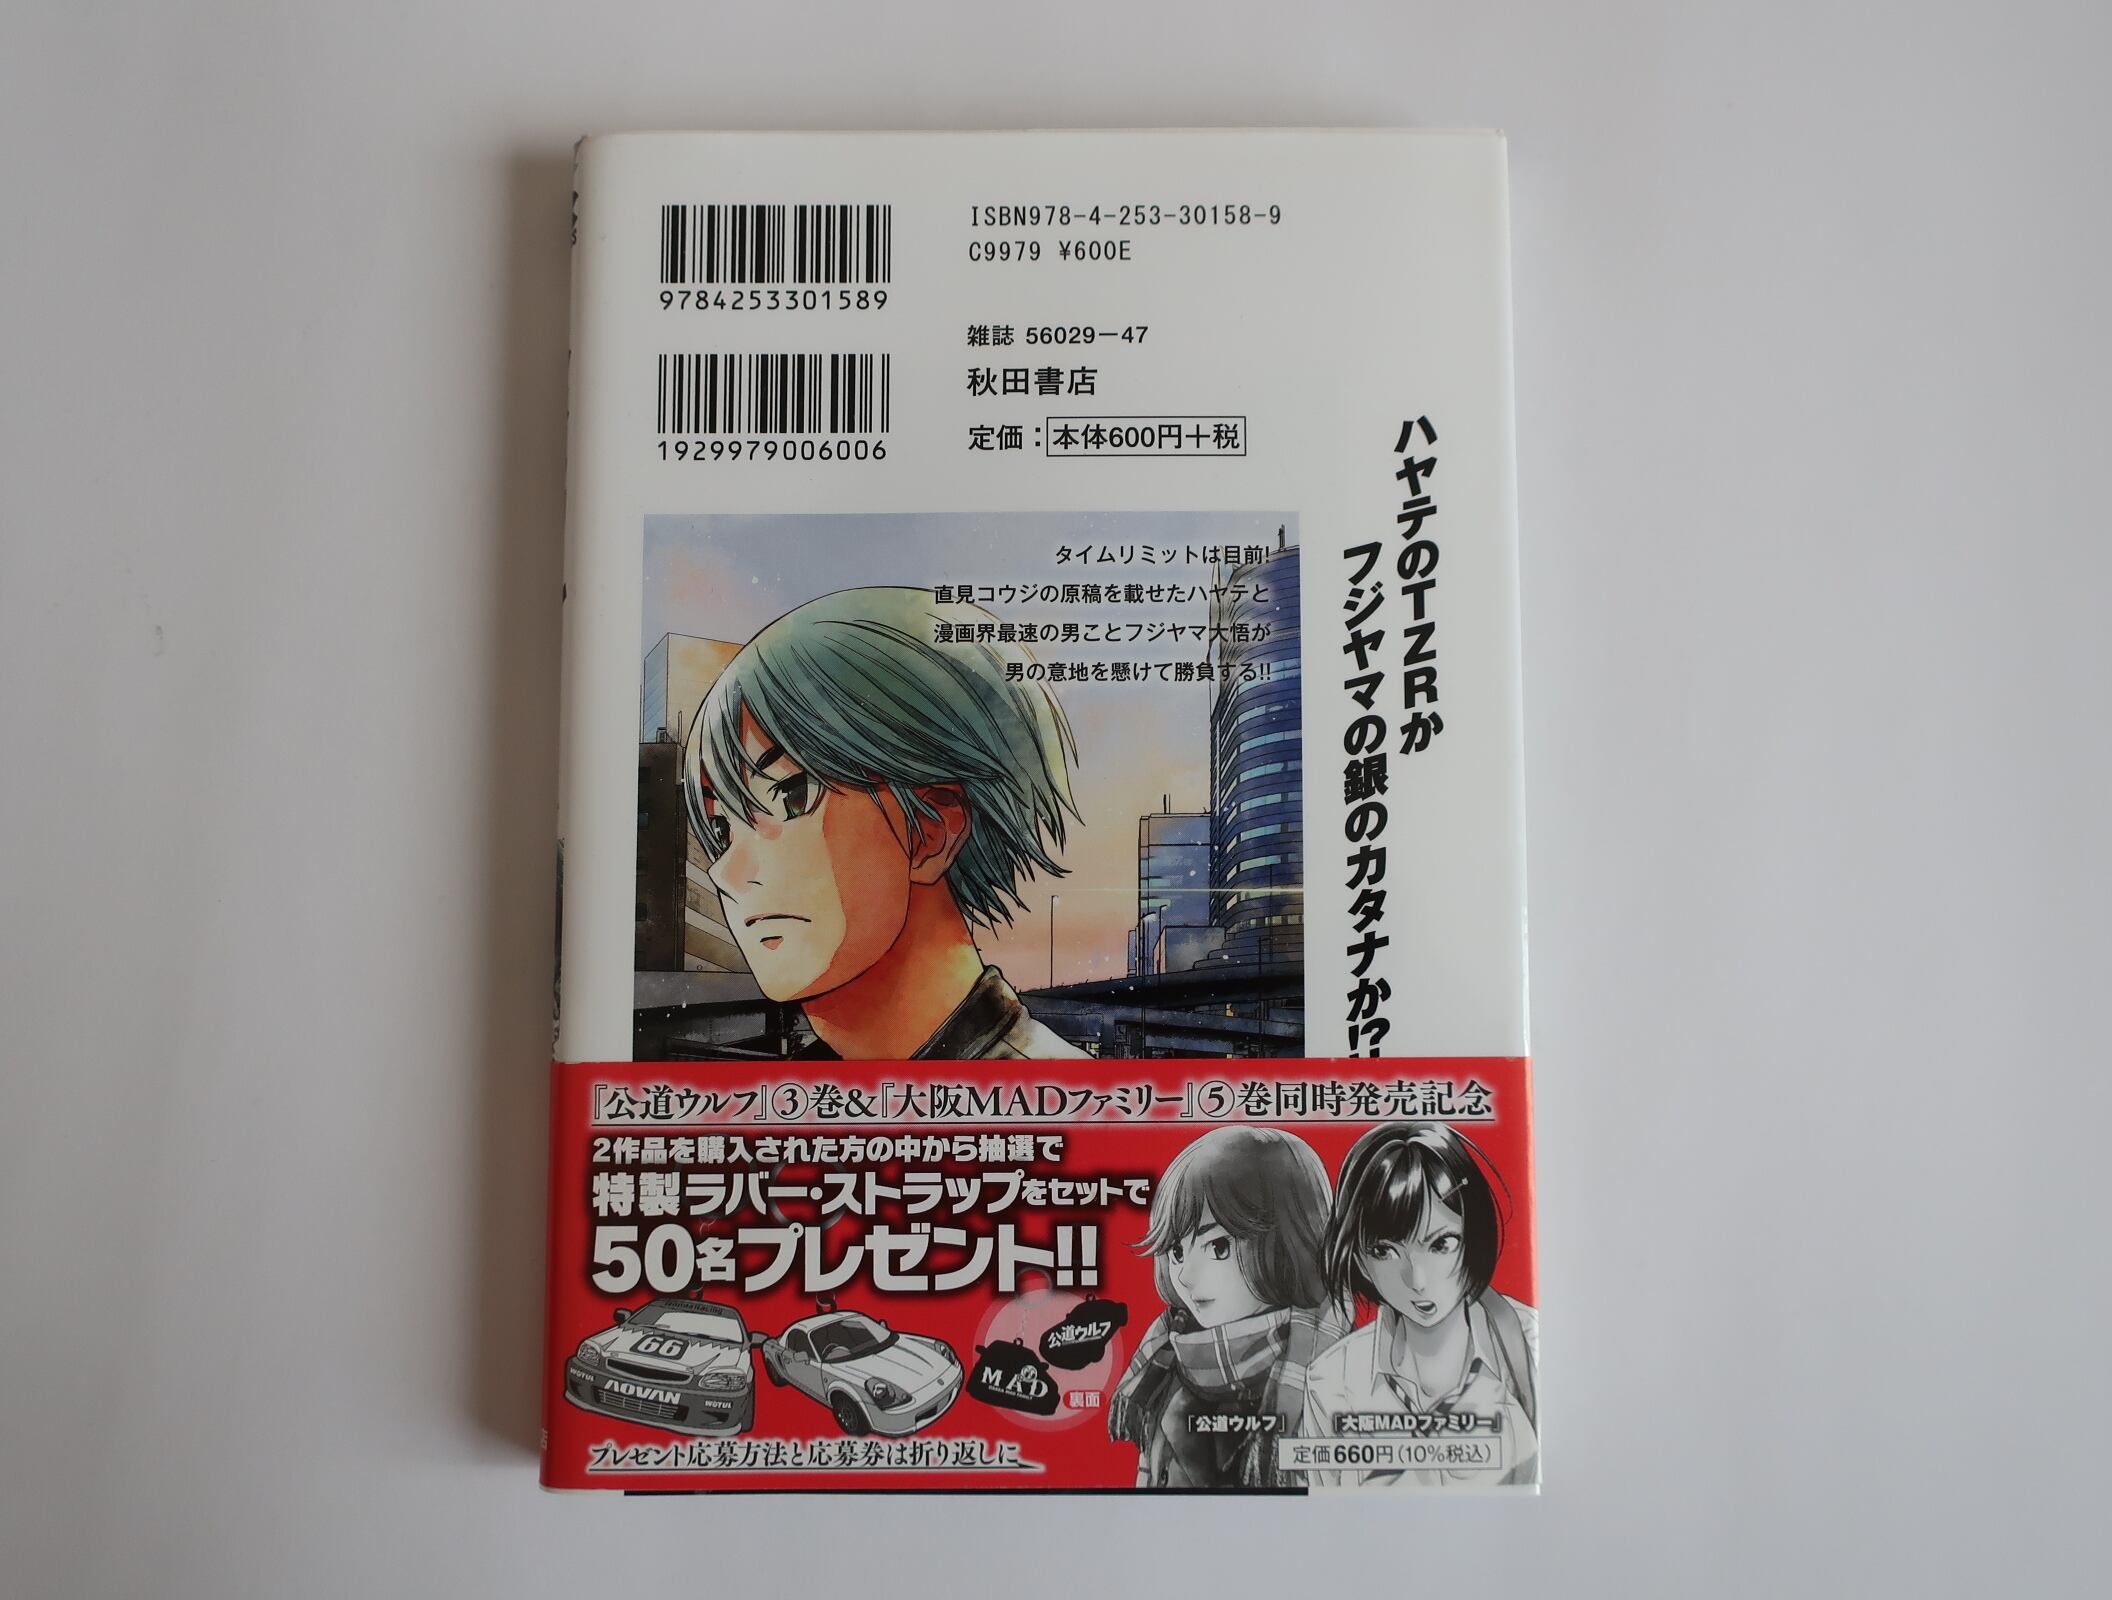 9784253301589
1929979006006
ISBN978-4-253-30158-9
C9979 ¥600E
雑誌 56029-47
秋田書店
定価：本体600円+税
ハヤテのTZRか
フジヤマの銀のカタナか!?
タイムリミットは目前!
直見コウジの原稿を載せたハヤテと
漫画界最速の男ことフジヤマ大悟が
男の意地を懸けて勝負する!!
『公道ウルフ』③巻&『大阪MADファミリー』⑤巻同時発売記念
2作品を購入された方の中から抽選で
特製ラバー・ストラップをセットで
50名プレゼント!!
66
MOTUL ADVAN MOTUL
公道ウルフ
MAD
裏面
『公道ウルフ』
『大阪MADファミリー』
プレゼント応募方法と応募券は折り返しに
定価660円(10%税込)
店